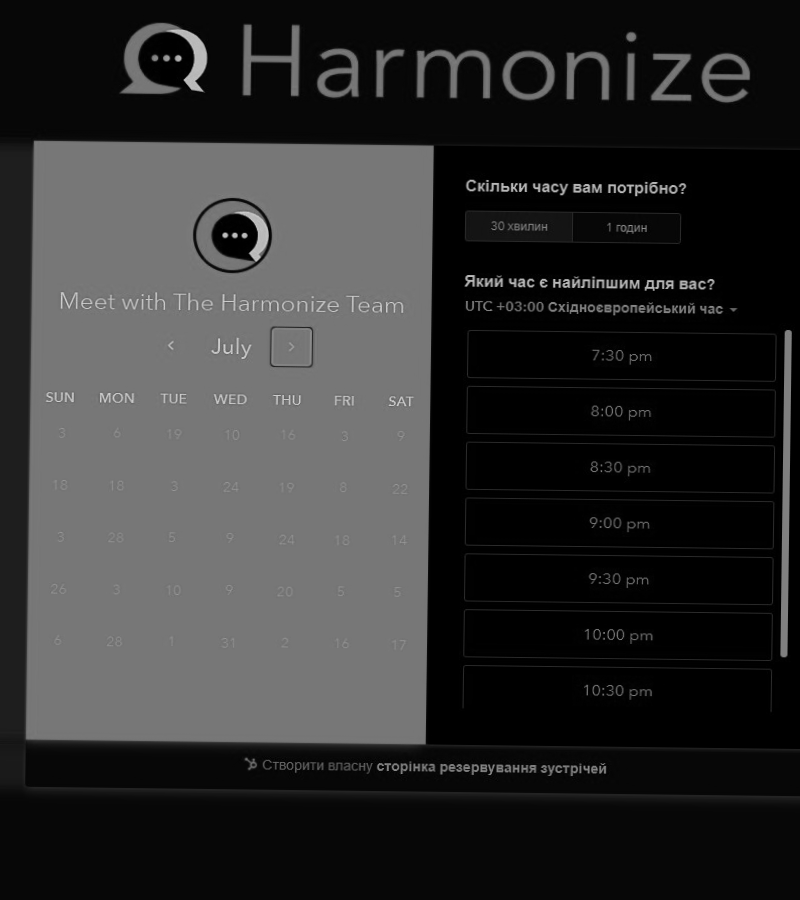 Harmonize
Meet with The Harmonize Team
July
SUN MON TUE WED THU FRI SAT
3 6 19 10 16 3 9
18 18 3 24 19 8 22
3 28 5 9 24 18 14
26 3 10 9 20 5 5
6 28 1 31 2 16 17
Скільки часу вам потрібно?
30 хвилин 1 годин
Який час є найліпшим для вас?
UTC +03:00 Східноєвропейський час
7:30 pm
8:00 pm
8:30 pm
9:00 pm
9:30 pm
10:00 pm
10:30 pm
Створити власну сторінка резервування зустрічей